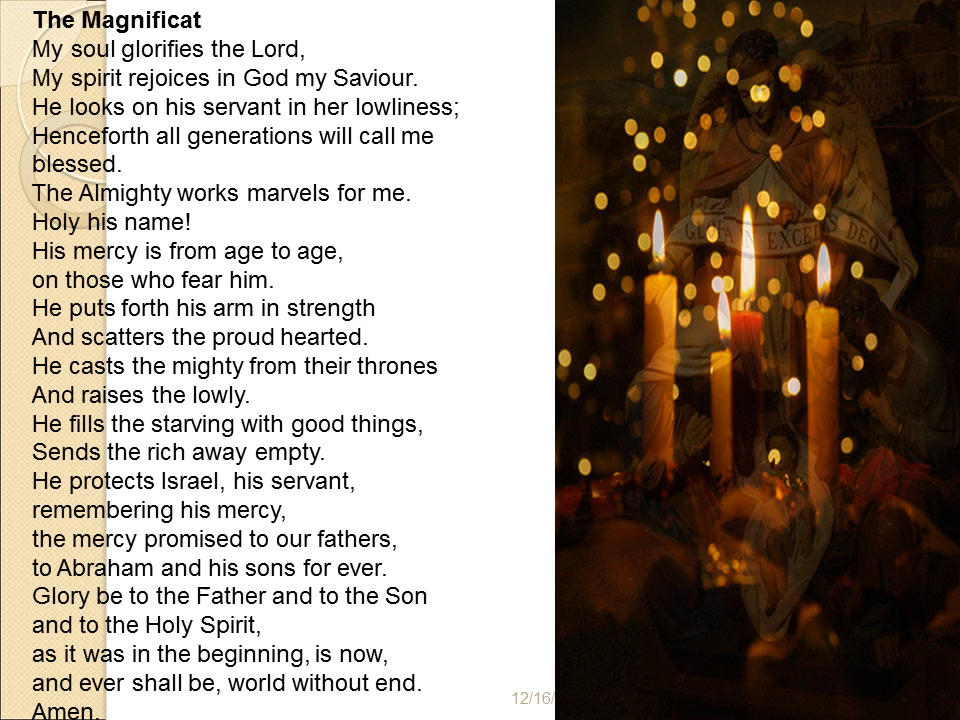 The Magnificat
My soul glorifies the Lord,
My spirit rejoices in God my Saviour.
He looks on his servant in her lowliness;
Henceforth all generations will call me
blessed.
The Almighty works marvels for me.
Holy his name!
His mercy is from age to age,
on those who fear him.
He puts forth his arm in strength
And scatters the proud hearted.
He casts the mighty from their thrones
And raises the lowly.
He fills the starving with good things,
Sends the rich away empty.
He protects Israel, his servant,
remembering his mercy,
the mercy promised to our fathers,
to Abraham and his sons for ever.
Glory be to the Father and to the Son
and to the Holy Spirit,
as it was in the beginning, is now,
and ever shall be, world without end.
Amen.
12/16/
GLORIA IN EXCELSIS DEO